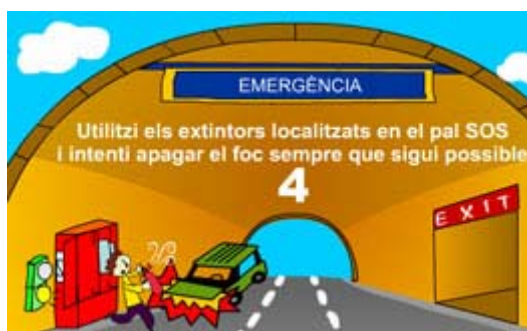 EMERGÈNCIA
Utilitzi els extintors localitzats en el pal SOS
i intenti apagar el foc sempre que sigui possible
4
EXIT